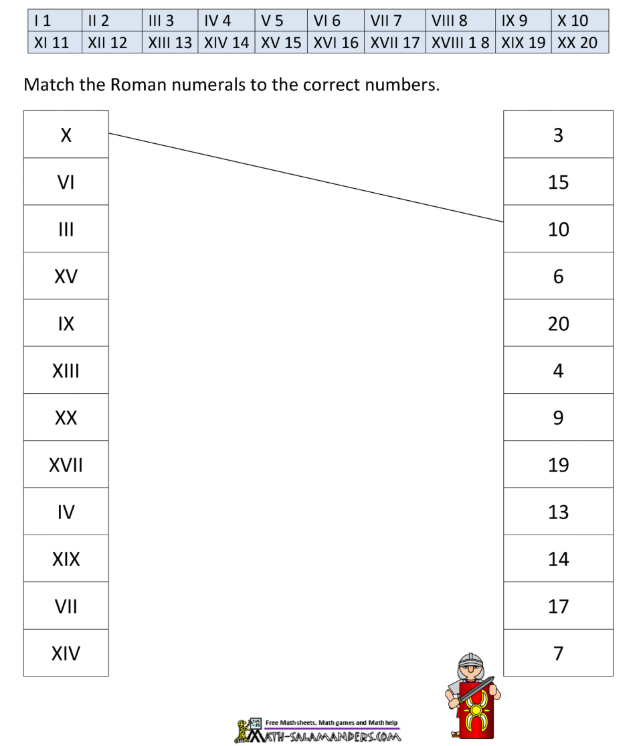 I 1 II 2 III 3 IV 4 V 5 VI 6 VII 7 VIII 8 IX 9 X 10
XI 11 XII 12 XIII 13 XIV 14 XV 15 XVI 16 XVII 17 XVIII 1 8 XIX 19 XX 20
Match the Roman numerals to the correct numbers.
X 3
VI 15
III 10
XV 6
IX 20
XIII 4
XX 9
XVII 19
IV 13
XIX 14
VII 17
XIV 7
Free Math sheets, Math games and Math help
MATH-SALAMANDERS.COM